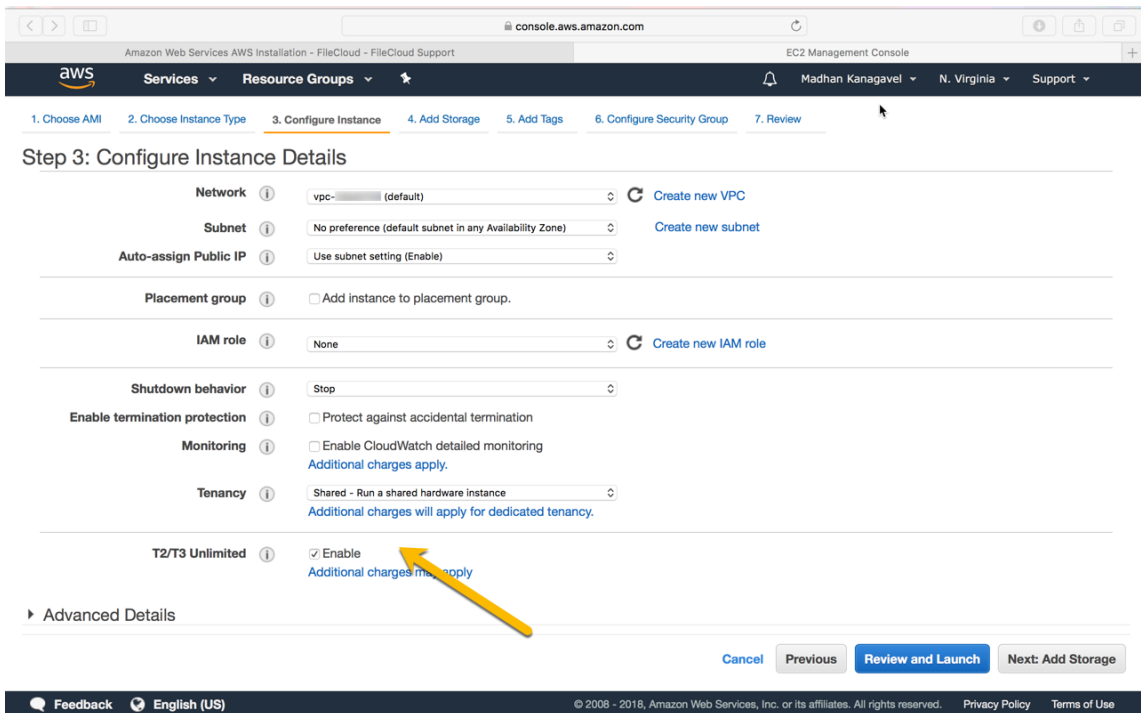 console.aws.amazon.com
Amazon Web Services AWS Installation - FileCloud - FileCloud Support
EC2 Management Console
aws
Services
Resource Groups
Madhan Kanagavel
N. Virginia
Support
1. Choose AMI
2. Choose Instance Type
3. Configure Instance
4. Add Storage
5. Add Tags
6. Configure Security Group
7. Review
Step 3: Configure Instance Details
Network
vpc- (default)
Create new VPC
Subnet
No preference (default subnet in any Availability Zone)
Create new subnet
Auto-assign Public IP
Use subnet setting (Enable)
Placement group
Add instance to placement group.
IAM role
None
Create new IAM role
Shutdown behavior
Stop
Enable termination protection
Protect against accidental termination
Monitoring
Enable CloudWatch detailed monitoring
Additional charges apply.
Tenancy
Shared - Run a shared hardware instance
Additional charges will apply for dedicated tenancy.
T2/T3 Unlimited
Enable
Additional charges may apply
Advanced Details
Cancel
Previous
Review and Launch
Next: Add Storage
Feedback
English (US)
© 2008 - 2018, Amazon Web Services, Inc. or its affiliates. All rights reserved.
Privacy Policy
Terms of Use